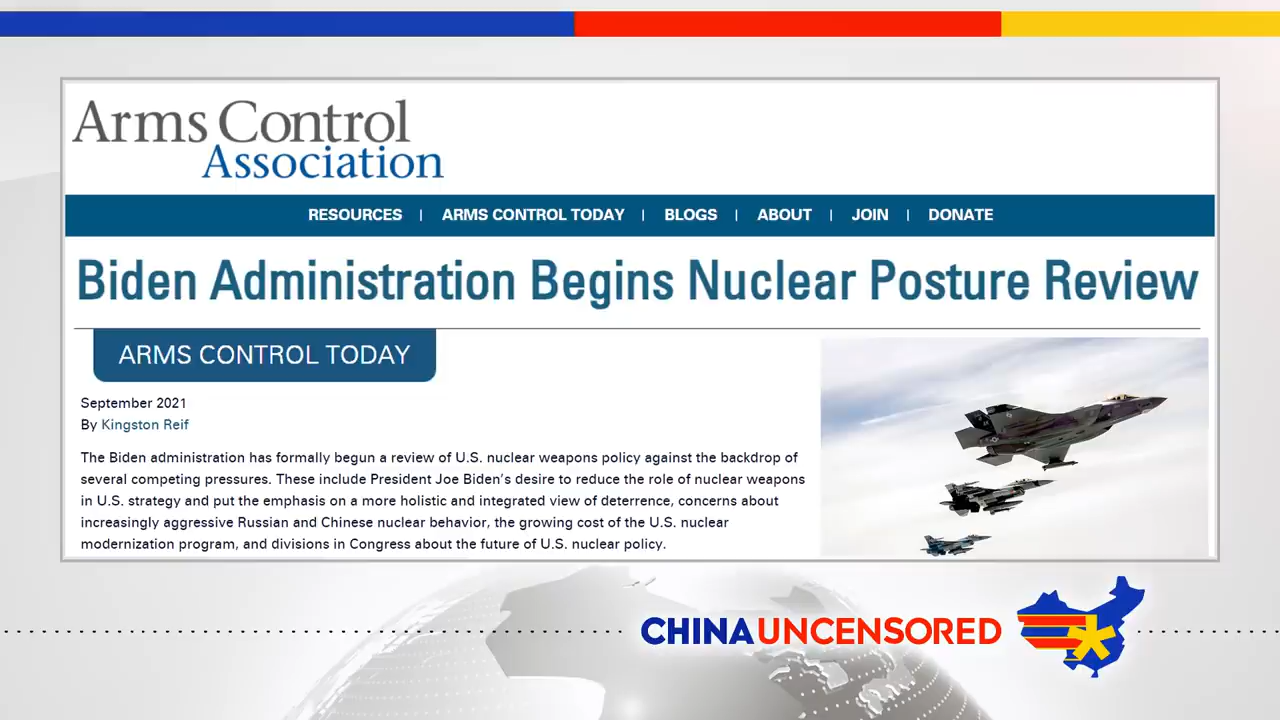 Arms Control
Association
RESOURCES | ARMS CONTROL TODAY | BLOGS | ABOUT | JOIN | DONATE
Biden Administration Begins Nuclear Posture Review
ARMS CONTROL TODAY
September 2021
By Kingston Reif
The Biden administration has formally begun a review of U.S. nuclear weapons policy against the backdrop of
several competing pressures. These include President Joe Biden’s desire to reduce the role of nuclear weapons
in U.S. strategy and put the emphasis on a more holistic and integrated view of deterrence, concerns about
increasingly aggressive Russian and Chinese nuclear behavior, the growing cost of the U.S. nuclear
modernization program, and divisions in Congress about the future of U.S. nuclear policy.
CHINA UNCENSORED